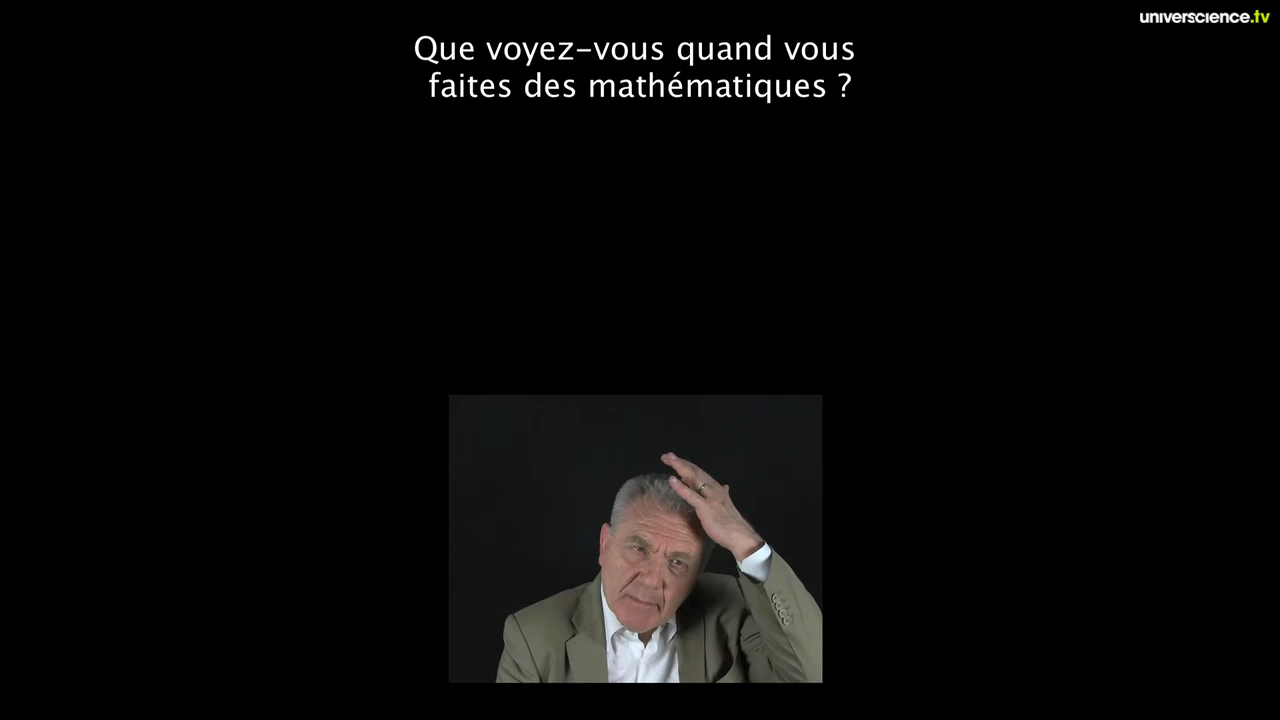 universcience.tv
Que voyez-vous quand vous
faites des mathématiques ?